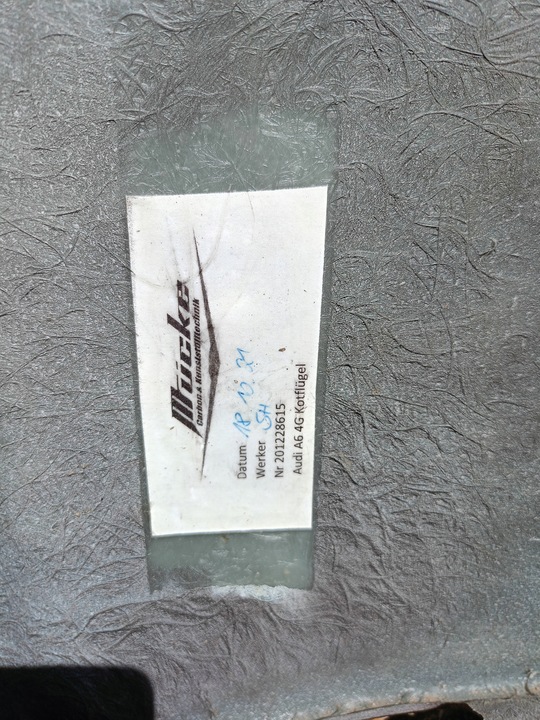 Mücke
Carbon & Kunststofftechnik
Datum 18.12.21
Werker SH
Nr 201228615
Audi A6 4G Kotflügel